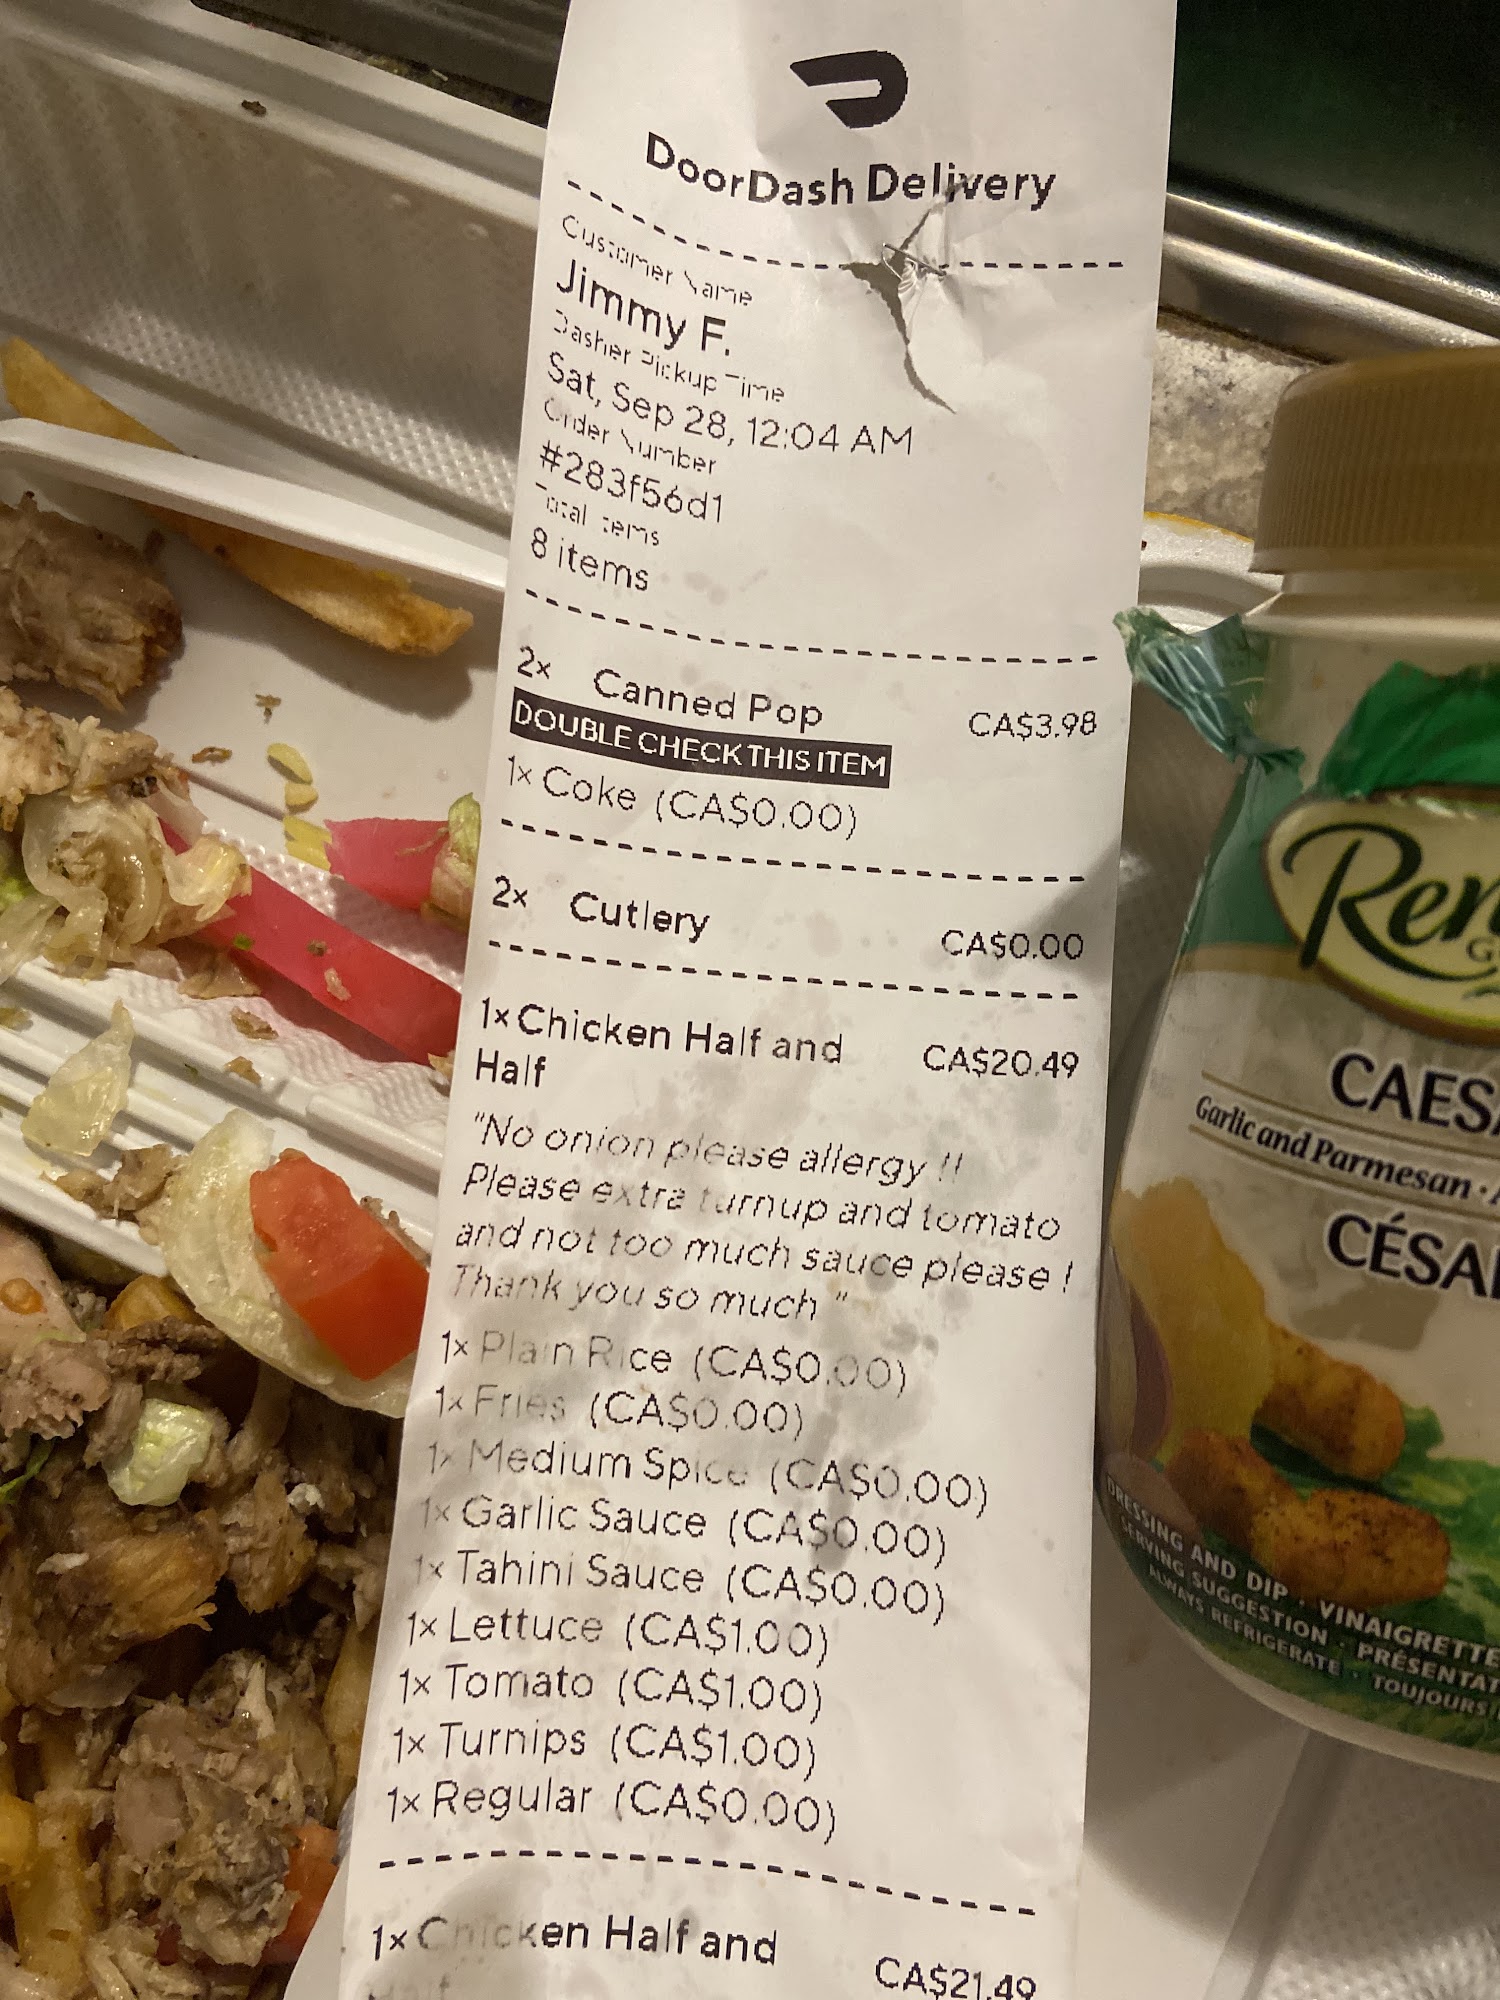 DoorDash Delivery
Customer Name
Jimmy F.
Dasher Pickup Time
Sat, Sep 28, 12:04 AM
Order Number
#283f56d1
Total Items
8 items
2x Canned Pop CA$3.98
DOUBLE CHECK THIS ITEM
1x Coke (CA$0.00)
2x Cutlery CA$0.00
1x Chicken Half and CA$20.49
Half
"No onion please allergy !!
Please extra turnup and tomato
and not too much sauce please !
Thank you so much "
1x Plain Rice (CA$0.00)
1x Fries (CA$0.00)
1x Medium Spice (CA$0.00)
1x Garlic Sauce (CA$0.00)
1x Tahini Sauce (CA$0.00)
1x Lettuce (CA$1.00)
1x Tomato (CA$1.00)
1x Turnips (CA$1.00)
1x Regular (CA$0.00)
1x Chicken Half and CA$21.49
Half
Ren
CAESA
Garlic and Parmesan ·
CÉSA
DRESSING AND DIP · VINAIGRETTE
SERVING SUGGESTION · PRÉSENTAT
ALWAYS REFRIGERATE · TOUJOURS